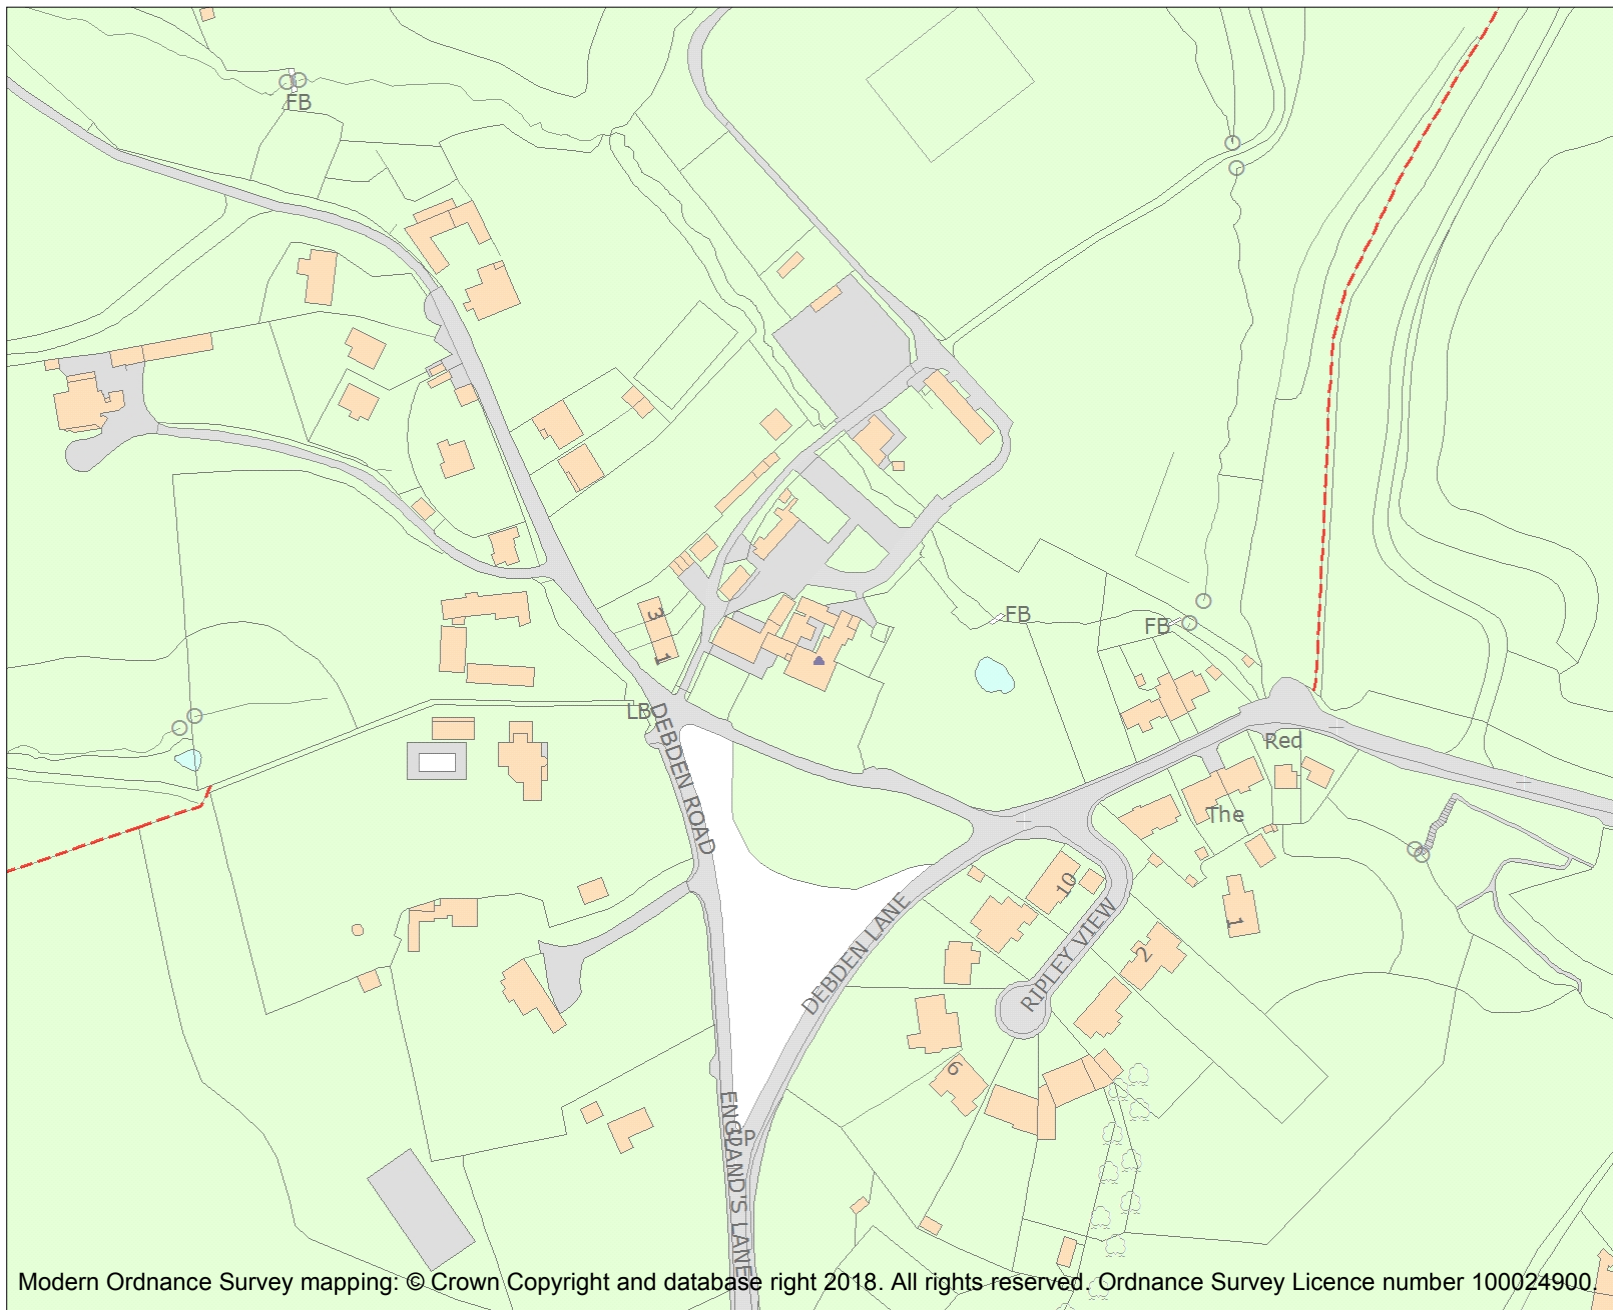 FB
3
1
FB
FB
LB
DEBDEN ROAD
Red
The
10
DEBDEN LANE
RIPLEY VIEW
1
2
6
GP
ENGLAND'S LANE
Modern Ordnance Survey mapping: © Crown Copyright and database right 2018. All rights reserved. Ordnance Survey Licence number 100024900.